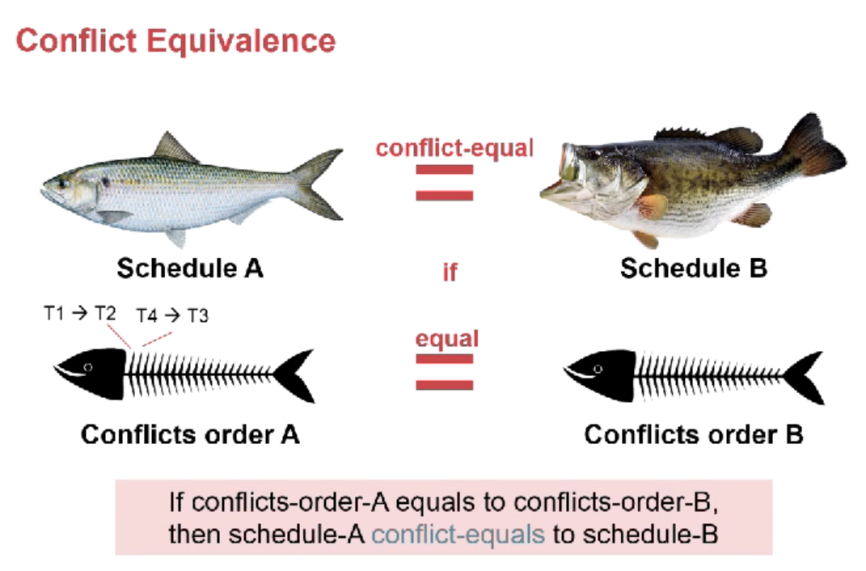 Conflict Equivalence
conflict-equal
Schedule A
if
Schedule B
T1 → T2 T4 → T3
equal
Conflicts order A
Conflicts order B
If conflicts-order-A equals to conflicts-order-B,
then schedule-A conflict-equals to schedule-B